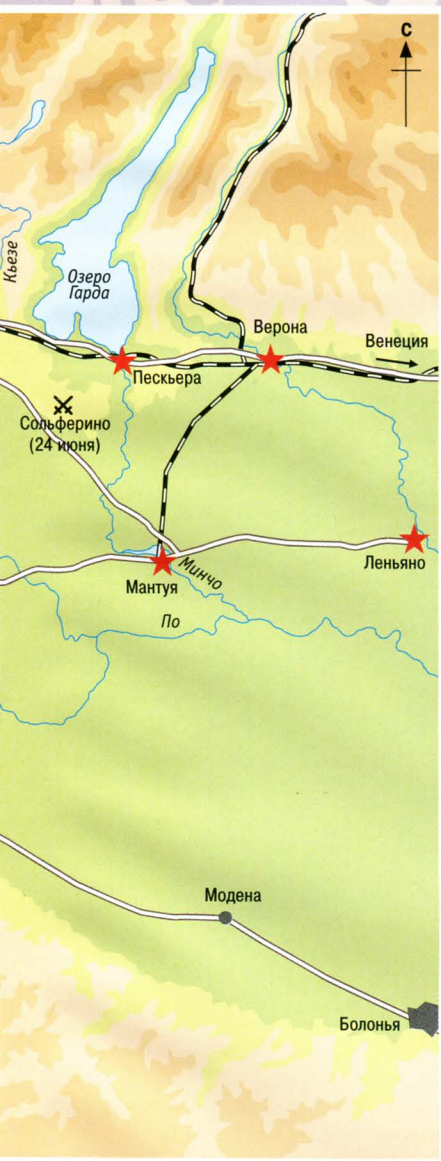 С
Кьезе
Озеро
Гарда
Верона
Венеция
Пескьера
Сольферино
(24 июня)
Леньяно
Минчо
Мантуя
По
Модена
Болонья